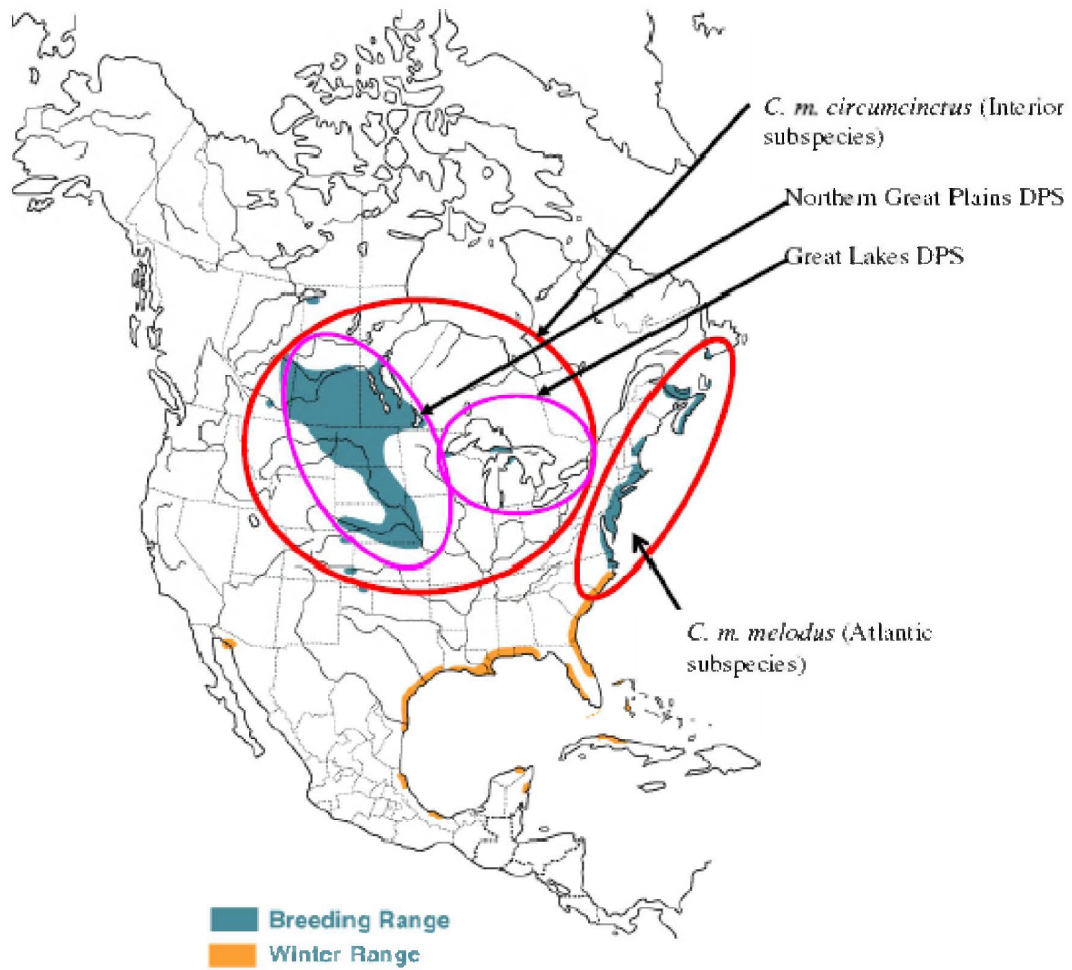 C. m. circumcinctus (Interior
subspecies)
Northern Great Plains DPS
Great Lakes DPS
C. m. melodus (Atlantic
subspecies)
Breeding Range
Winter Range